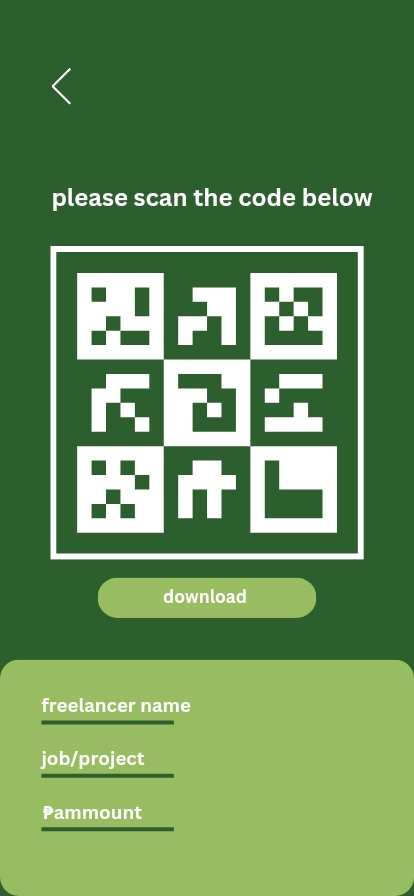 please scan the code below
download
freelancer name
job/project
₱ammount